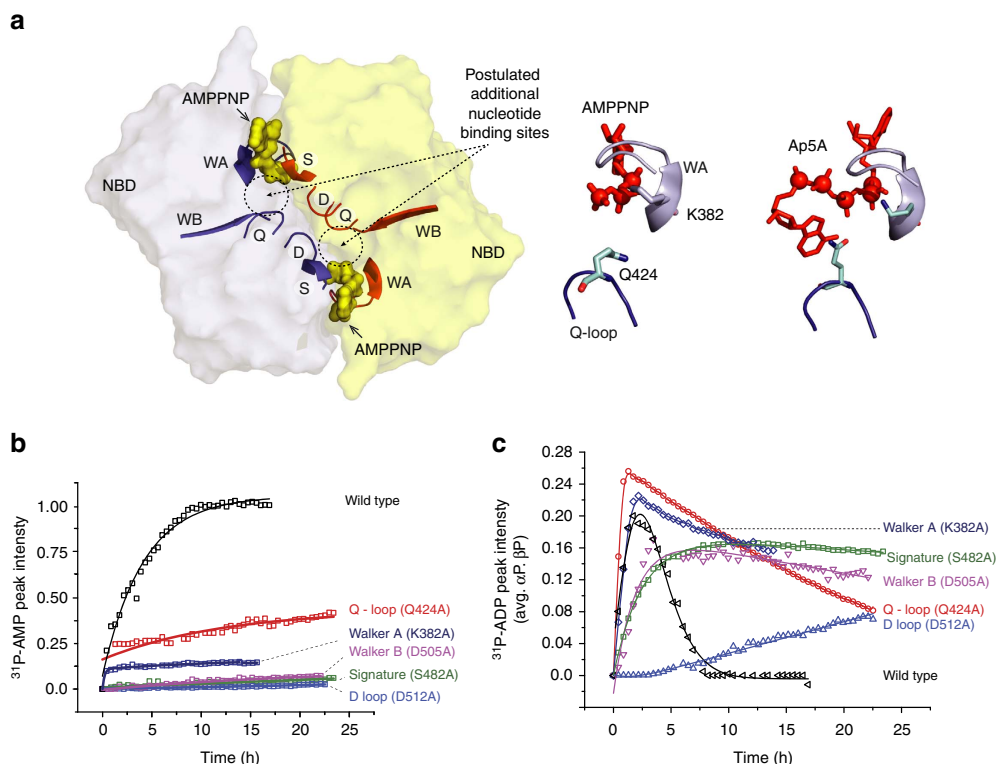 a
AMPPNP
Postulated
additional
nucleotide
binding sites
WA
S
NBD
D
Q
WB
Q
D
WB
S
WA
NBD
AMPPNP
AMPPNP
WA
K382
Q424
Q-loop
Ap5A
b
³¹P-AMP peak intensty
1.00
0.75
0.50
0.25
0.0
0 5 10 15 20 25
Time (h)
Wild type
Q - loop (Q424A)
Walker A (K382A)
Walker B (D505A)
Signature (S482A)
D loop (D512A)
c
³¹P-ADP peak intensity
(avg. αP, βP)
0.28
0.24
0.20
0.16
0.12
0.08
0.04
0.0
0 5 10 15 20 25
Time (h)
Walker A (K382A)
Signature (S482A)
Walker B (D505A)
Q - loop (Q424A)
D loop (D512A)
Wild type